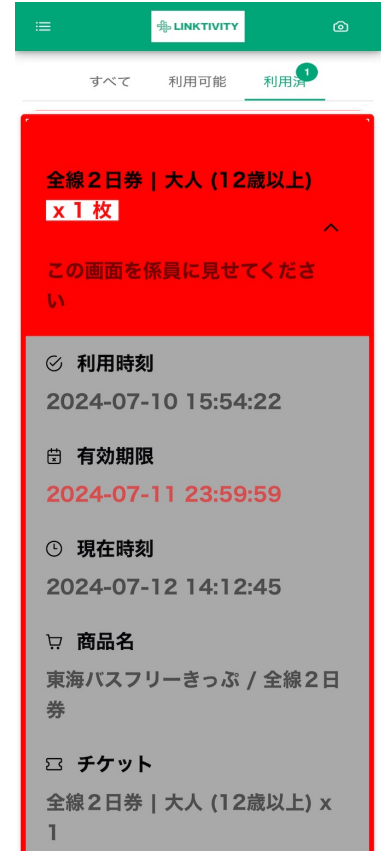 LINKTIVITY
すべて
利用可能
利用済
1
全線２日券 | 大人 (12歳以上)
x 1 枚
この画面を係員に見せてくださ
い
利用時刻
2024-07-10 15:54:22
有効期限
2024-07-11 23:59:59
現在時刻
2024-07-12 14:12:45
商品名
東海バスフリーきっぷ / 全線２日
券
チケット
全線２日券 | 大人 (12歳以上) x
1